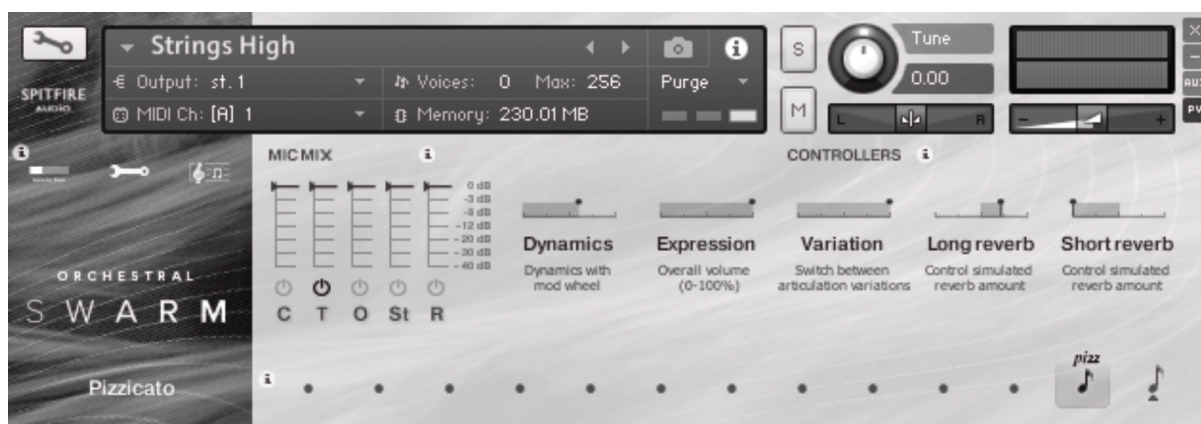 Strings High
Output: st.1
Voices: 0 Max: 256
Purge
MIDI Ch: [A] 1
Memory: 230.01 MB
S
M
Tune
0.00
L
R
-
+
×
-
AUX
PV
SPITFIRE
AUDIO
MIC MIX
CONTROLLERS
0 dB
-3 dB
-8 dB
-12 dB
-20 dB
-30 dB
-40 dB
C T O St R
Dynamics
Dynamics with
mod wheel
Expression
Overall volume
(0-100%)
Variation
Switch between
articulation variations
Long reverb
Control simulated
reverb amount
Short reverb
Control simulated
reverb amount
ORCHESTRAL
SWARM
Pizzicato
pizz